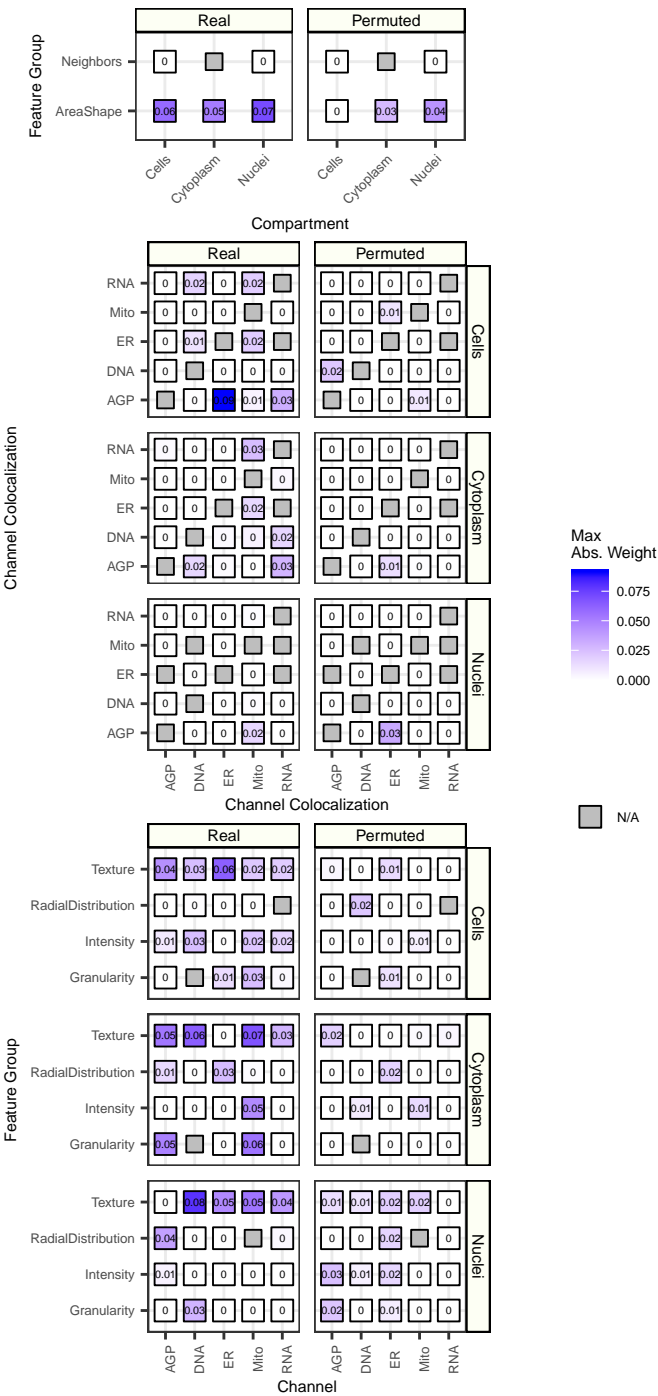 Real Permuted
Neighbors 0 0 0 0
AreaShape 0.06 0.05 0.07 0 0.03 0.04
Feature Group
Cells Cytoplasm Nuclei Cells Cytoplasm Nuclei
Compartment
Real Permuted
RNA 0 0.02 0 0.02 0 0 0 0
Mito 0 0 0 0 0 0 0.01 0
ER 0 0.01 0.02 0 0 0
DNA 0 0 0 0 0.02 0 0 0
AGP 0 0.01 0.03 0 0 0.01 0
Cells
RNA 0 0 0 0.03 0 0 0 0
Mito 0 0 0 0 0 0 0 0
ER 0 0 0.02 0 0 0
DNA 0 0 0 0.02 0 0 0 0
AGP 0.02 0 0 0.03 0 0.01 0 0
Cytoplasm
RNA 0 0 0 0 0 0 0 0
Mito 0 0 0 0
ER 0 0 0 0
DNA 0 0 0 0 0 0 0 0
AGP 0 0 0.02 0 0 0.03 0 0
Nuclei
Channel Colocalization
AGP DNA ER Mito RNA AGP DNA ER Mito RNA
Channel Colocalization
Max
Abs. Weight
0.075
0.050
0.025
0.000
N/A
Real Permuted
Texture 0.04 0.03 0.06 0.02 0.02 0 0 0.01 0 0
RadialDistribution 0 0 0 0 0 0.02 0 0
Intensity 0.01 0.03 0 0.02 0.02 0 0 0 0.01 0
Granularity 0 0.01 0.03 0 0 0.01 0 0
Cells
Texture 0.05 0.06 0 0.07 0.03 0.02 0 0 0 0
RadialDistribution 0.01 0 0.03 0 0 0 0 0.02 0 0
Intensity 0 0 0 0.05 0 0 0.01 0 0.01 0
Granularity 0.05 0 0.06 0 0 0 0 0
Cytoplasm
Texture 0 0.08 0.05 0.05 0.04 0.01 0.01 0.02 0.02 0
RadialDistribution 0.04 0 0 0 0 0 0.02 0
Intensity 0.01 0 0 0 0 0.03 0.01 0.02 0 0
Granularity 0 0.03 0 0 0 0.02 0 0.01 0 0
Nuclei
Feature Group
AGP DNA ER Mito RNA AGP DNA ER Mito RNA
Channel